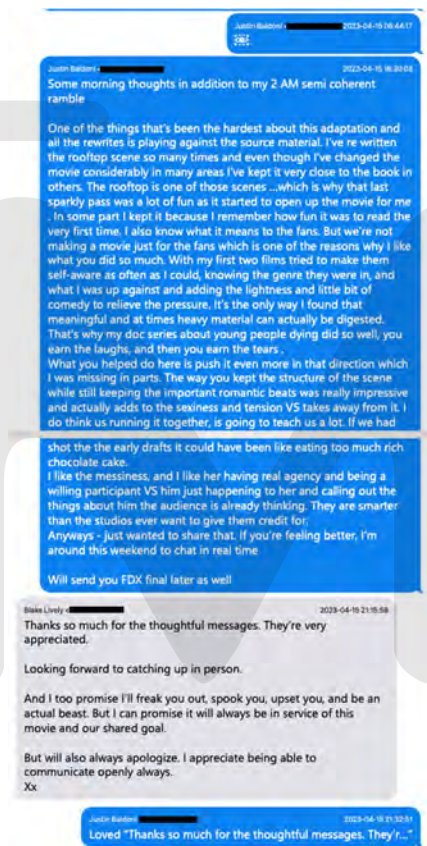 Justin Baldoni
2023-04-15 06:44:17
Justin Baldoni
Some morning thoughts in addition to my 2 AM semi coherent
ramble
One of the things that's been the hardest about this adaptation and
all the rewrites is playing against the source material. I've re written
the rooftop scene so many times and even though I've changed the
movie considerably in many areas I've kept it very close to the book in
others. The rooftop is one of those scenes ...which is why that last
sparkly pass was a lot of fun as it started to open up the movie for me
. In some part I kept it because I remember how fun it was to read the
very first time. I also know what it means to the fans. But we're not
making a movie just for the fans which is one of the reasons why I like
what you did so much. With my first two films tried to make them
self-aware as often as I could, knowing the genre they were in, and
what I was up against and adding the lightness and little bit of
comedy to relieve the pressure. It's the only way I found that
meaningful and at times heavy material can actually be digested.
That's why my doc series about young people dying did so well, you
earn the laughs, and then you earn the tears .
What you helped do here is push it even more in that direction which
I was missing in parts. The way you kept the structure of the scene
while still keeping the important romantic beats was really impressive
and actually adds to the sexiness and tension VS takes away from it. I
do think us running it together, is going to teach us a lot. If we had
shot the the early drafts it could have been like eating too much rich
chocolate cake.
I like the messiness, and I like her having real agency and being a
willing participant VS him just happening to her and calling out the
things about him the audience is already thinking. They are smarter
than the studios ever want to give them credit for.
Anyways - just wanted to share that. If you're feeling better, I'm
around this weekend to chat in real time
Will send you FDX final later as well
Blake Lively
2023-04-15 21:15:58
Thanks so much for the thoughtful messages. They're very
appreciated.
Looking forward to catching up in person.
And I too promise I'll freak you out, spook you, upset you, and be an
actual beast. But I can promise it will always be in service of this
movie and our shared goal.
But will also always apologize. I appreciate being able to
communicate openly always.
Xx
Justin Baldoni
2023-04-15 21:32:51
Loved "Thanks so much for the thoughtful messages. They'r..."